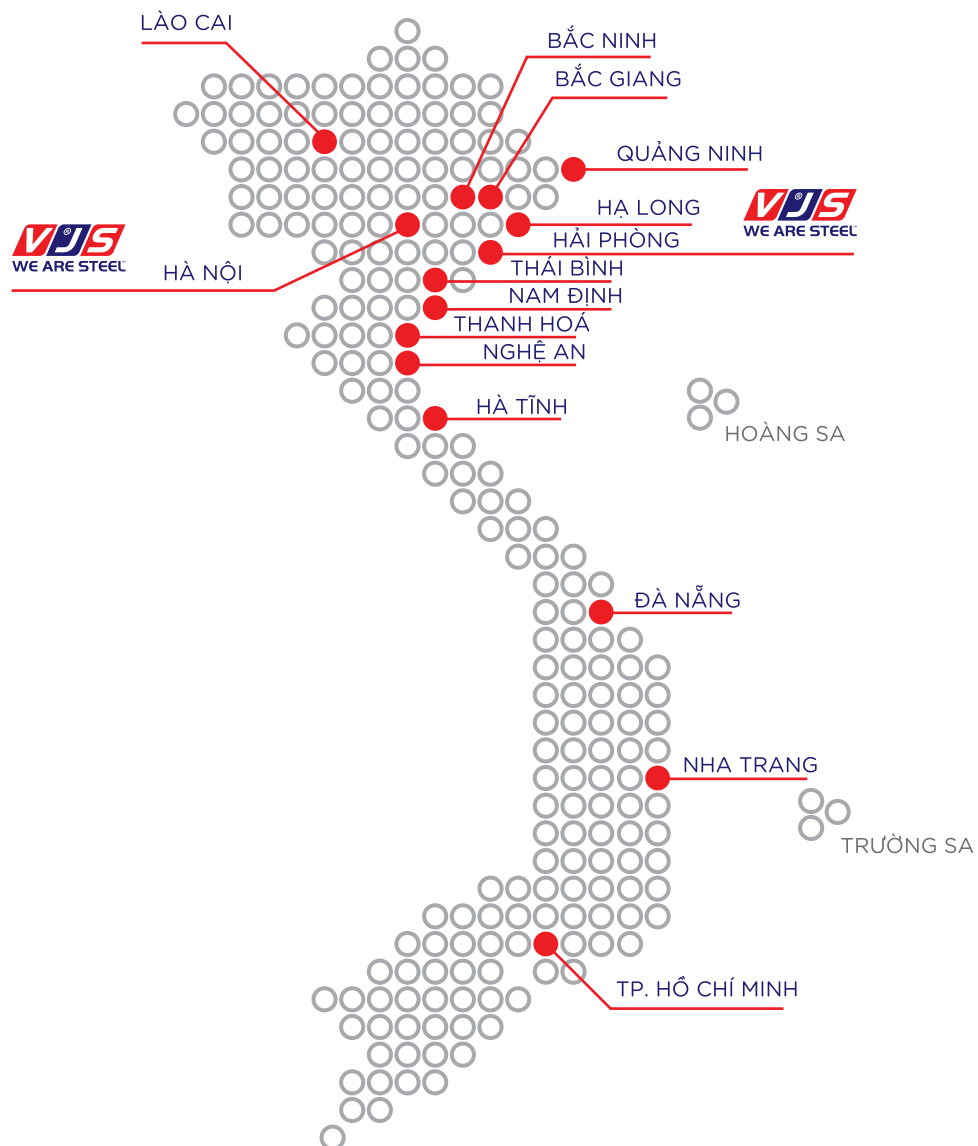 LÀO CAI
BẮC NINH
BẮC GIANG
QUẢNG NINH
VJS
WE ARE STEEL
HẠ LONG
HẢI PHÒNG
VJS
WE ARE STEEL
HÀ NỘI
THÁI BÌNH
NAM ĐỊNH
THANH HOÁ
NGHỆ AN
HÀ TĨNH
HOÀNG SA
ĐÀ NẴNG
NHA TRANG
TRƯỜNG SA
TP. HỒ CHÍ MINH